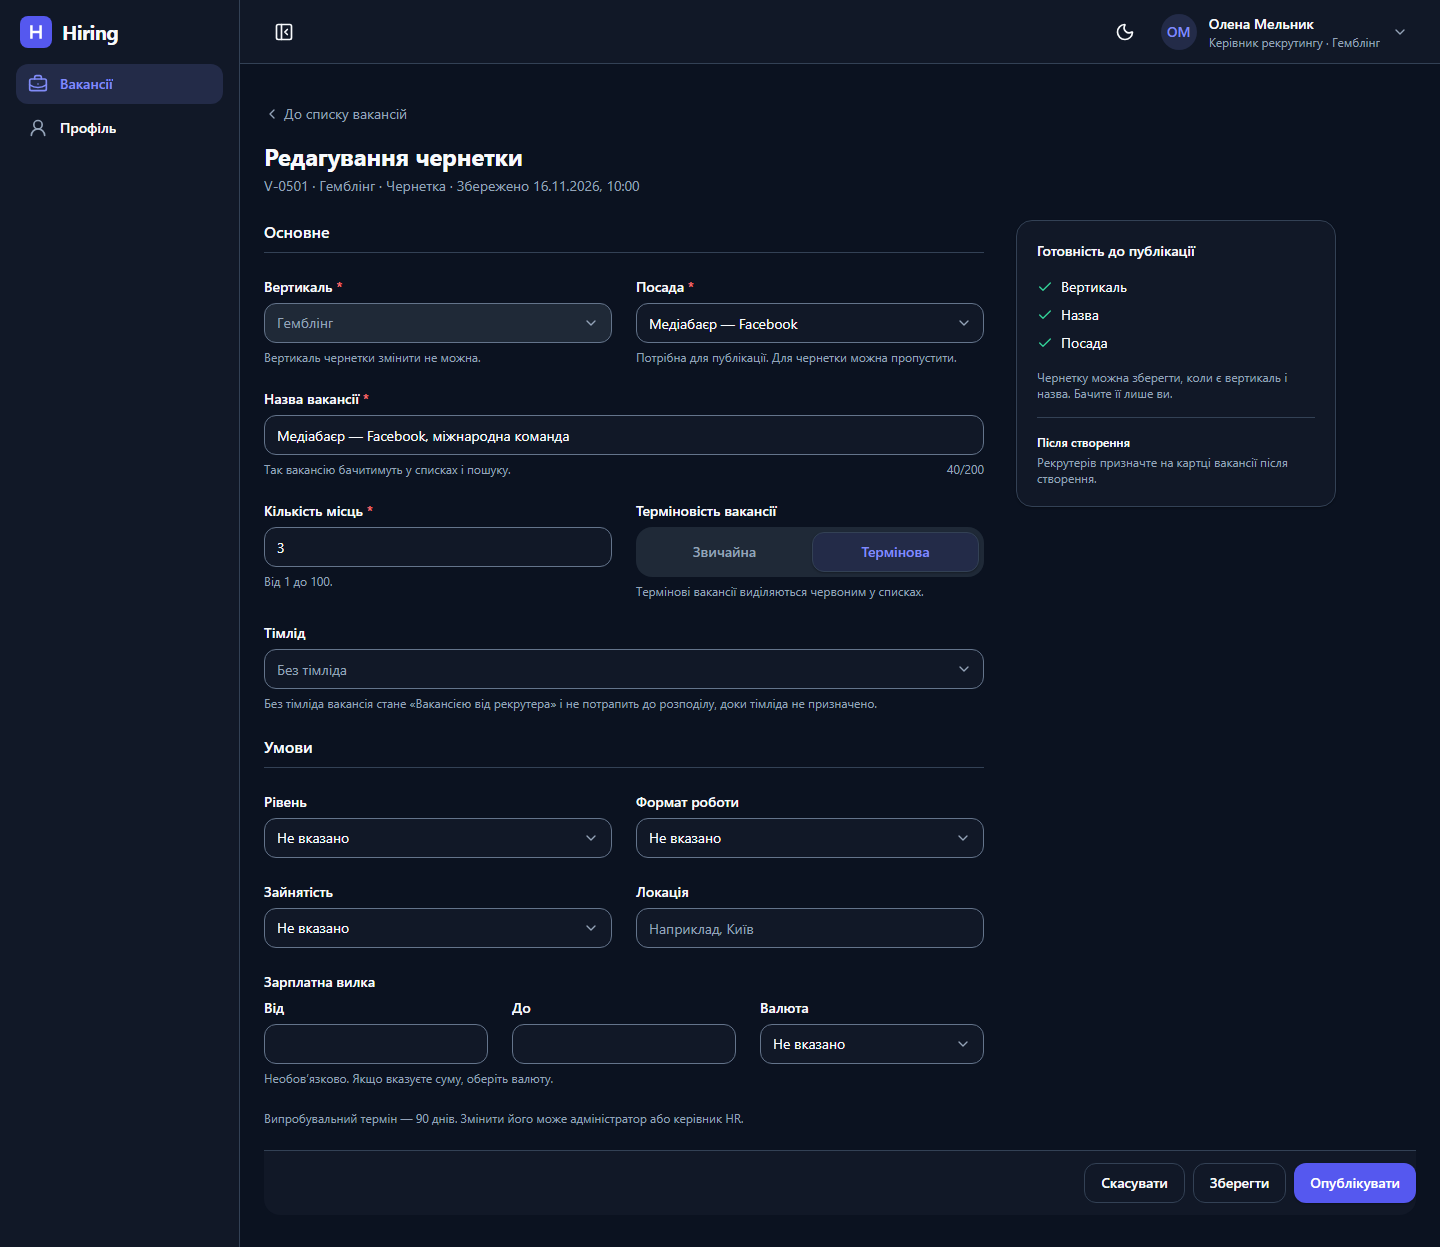 H Hiring
Вакансії
Профіль
ОМ
Олена Мельник
Керівник рекрутингу · Гемблінг
До списку вакансій
Редагування чернетки
V-0501 · Гемблінг · Чернетка · Збережено 16.11.2026, 10:00
Основне
Вертикаль *
Гемблінг
Вертикаль чернетки змінити не можна.
Посада *
Медіабаєр — Facebook
Потрібна для публікації. Для чернетки можна пропустити.
Назва вакансії *
Медіабаєр — Facebook, міжнародна команда
Так вакансію бачитимуть у списках і пошуку.
40/200
Кількість місць *
3
Від 1 до 100.
Терміновість вакансії
Звичайна
Термінова
Термінові вакансії виділяються червоним у списках.
Тімлід
Без тімліда
Без тімліда вакансія стане «Вакансією від рекрутера» і не потрапить до розподілу, доки тімліда не призначено.
Умови
Рівень
Не вказано
Формат роботи
Не вказано
Зайнятість
Не вказано
Локація
Наприклад, Київ
Зарплатна вилка
Від
До
Валюта
Не вказано
Необов'язково. Якщо вказуєте суму, оберіть валюту.
Випробувальний термін — 90 днів. Змінити його може адміністратор або керівник HR.
Готовність до публікації
Вертикаль
Назва
Посада
Чернетку можна зберегти, коли є вертикаль і
назва. Бачите її лише ви.
Після створення
Рекрутерів призначте на картці вакансії після
створення.
Скасувати
Зберегти
Опублікувати